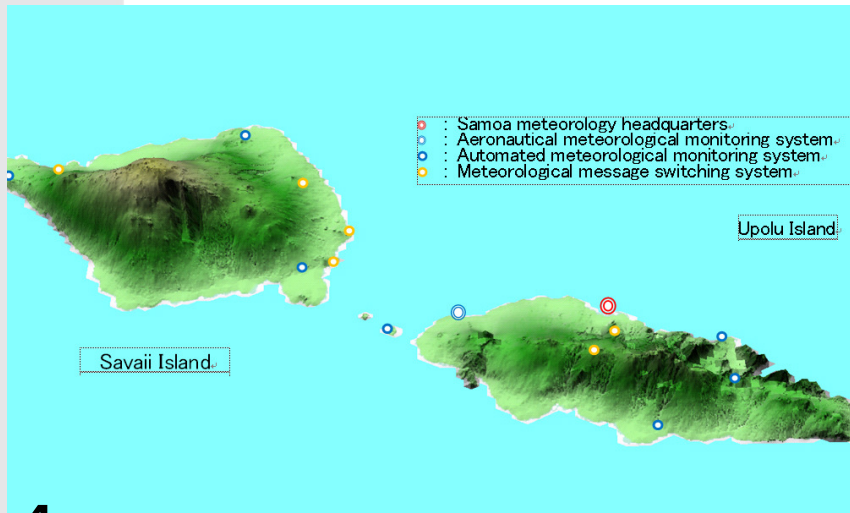 : Samoa meteorology headquarters
: Aeronautical meteorological monitoring system
: Automated meteorological monitoring system
: Meteorological message switching system
Upolu Island
Savaii Island